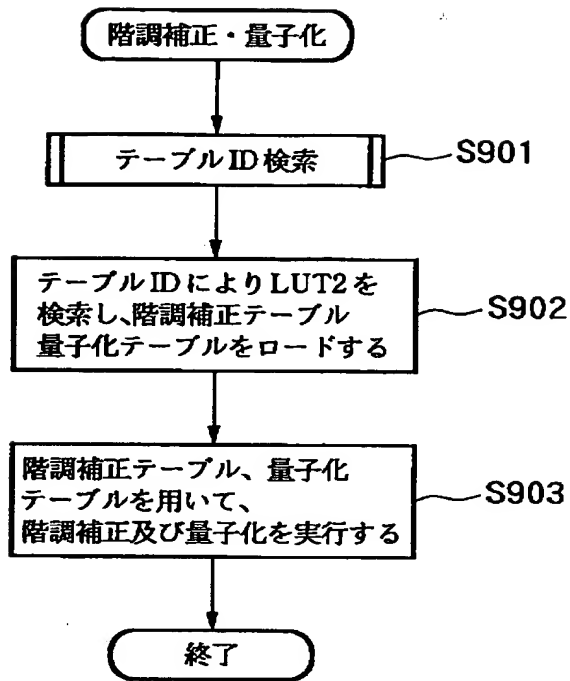 階調補正・量子化
テーブルID検索
S901
テーブルIDによりLUT2を
検索し、階調補正テーブル
量子化テーブルをロードする
S902
階調補正テーブル、量子化
テーブルを用いて、
階調補正及び量子化を実行する
S903
終了